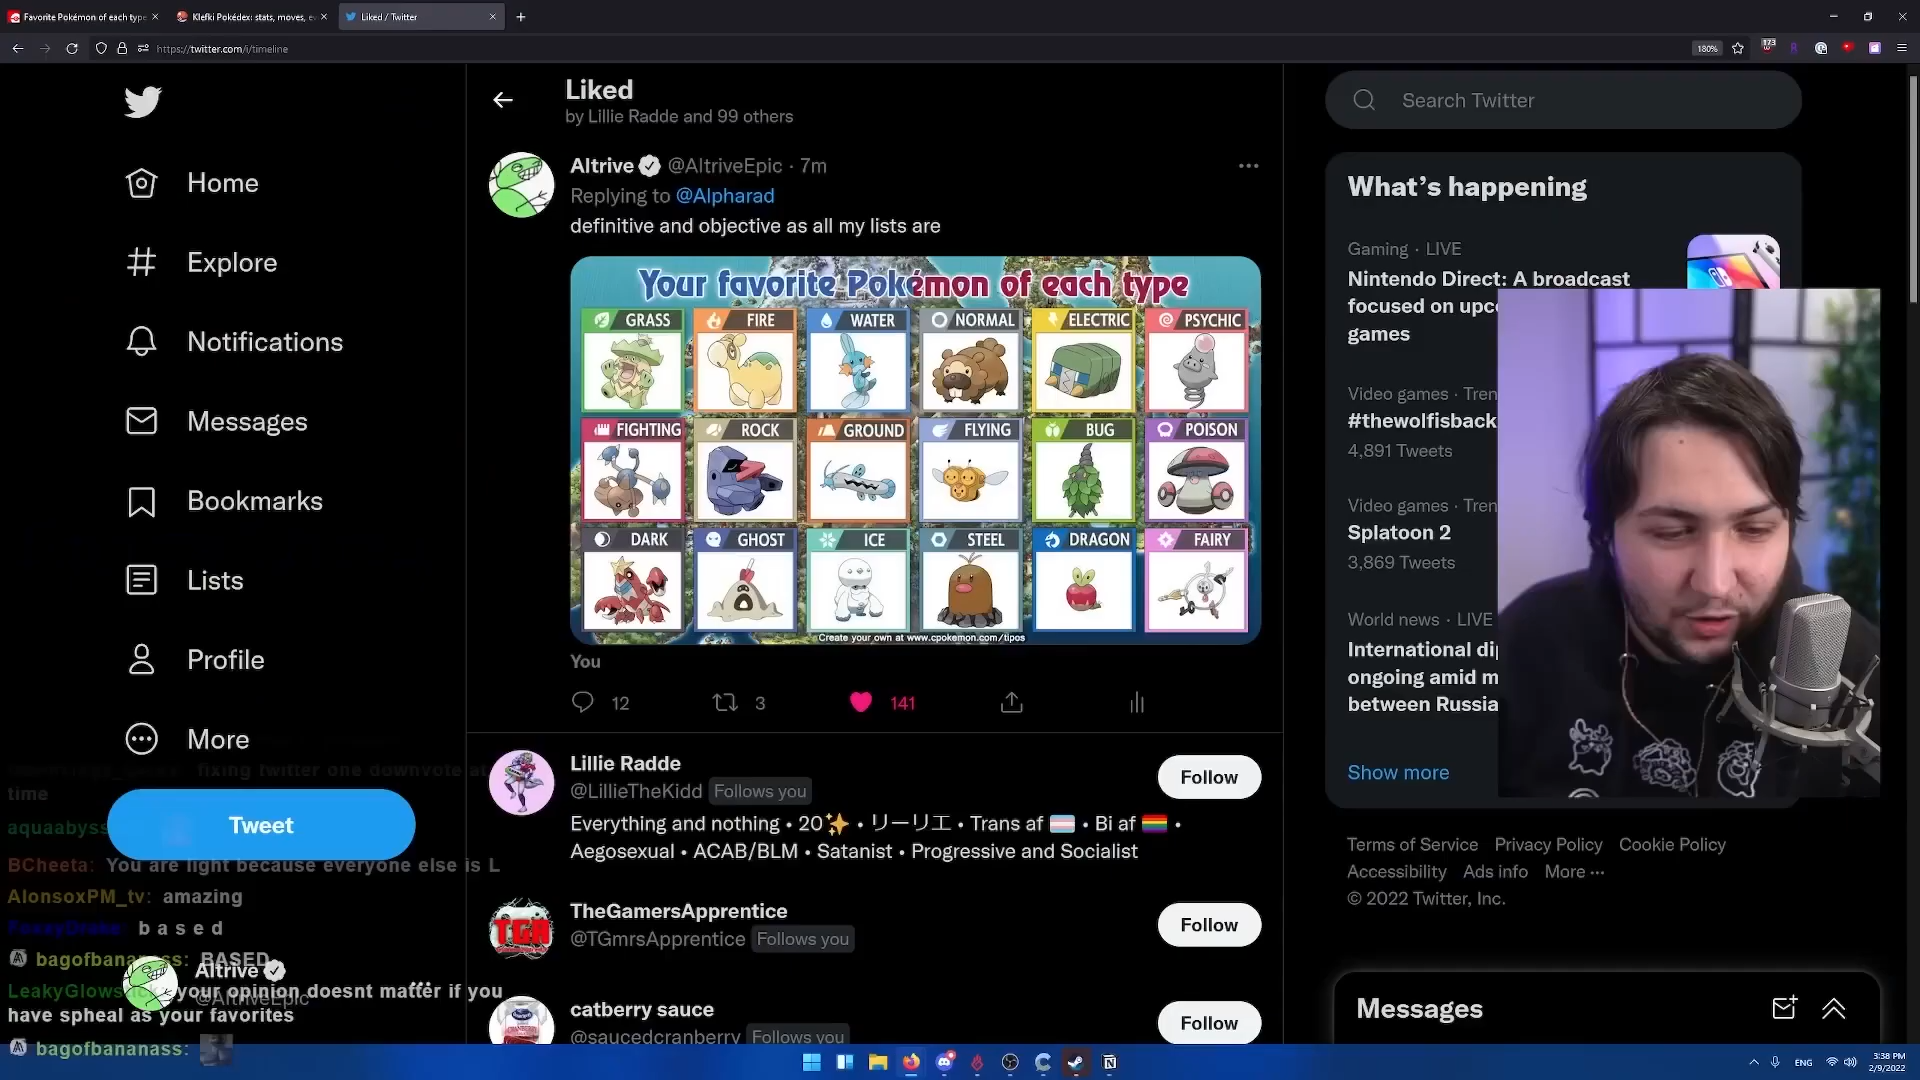 Favorite Pokémon of each type
Klefki Pokédex: stats, moves, ev
Liked / Twitter
https://twitter.com/i/timeline
180%
173
Home
Explore
Notifications
Messages
Bookmarks
Lists
Profile
More
Tweet
Liked
by Lillie Radde and 99 others
Altrive @AltriveEpic · 7m
Replying to @Alpharad
definitive and objective as all my lists are
Your favorite Pokémon of each type
GRASS FIRE WATER NORMAL ELECTRIC PSYCHIC
FIGHTING ROCK GROUND FLYING BUG POISON
DARK GHOST ICE STEEL DRAGON FAIRY
Create your own at www.cpokemon.com/tipos
You
12 3 141
Lillie Radde
@LillieTheKidd Follows you
Follow
Everything and nothing • 20✨ • リーリエ • Trans af 🏳️‍⚧️ • Bi af 🏳️‍🌈 •
Aegosexual • ACAB/BLM • Satanist • Progressive and Socialist
TheGamersApprentice
@TGmrsApprentice Follows you
Follow
TGA
catberry sauce
@saucedcranberry Follows you
Follow
Search Twitter
What's happening
Gaming · LIVE
Nintendo Direct: A broadcast
focused on upc
games
Video games · Tren
#thewolfisback
4,891 Tweets
Video games · Tren
Splatoon 2
3,869 Tweets
World news · LIVE
International di
ongoing amid m
between Russia
Show more
Terms of Service Privacy Policy Cookie Policy
Accessibility Ads info More ···
© 2022 Twitter, Inc.
Messages
fixing twitter one downvote at
time
aquaabyss
BCheeta: You are light because everyone else is L
AlonsoxPM_tv: amazing
b a s e d
bagofbananass: BASED
Altrive
@AltriveEpic
your opinion doesnt matter if you
have spheal as your favorites
bagofbananass:
ENG
3:38 PM
2/9/2022